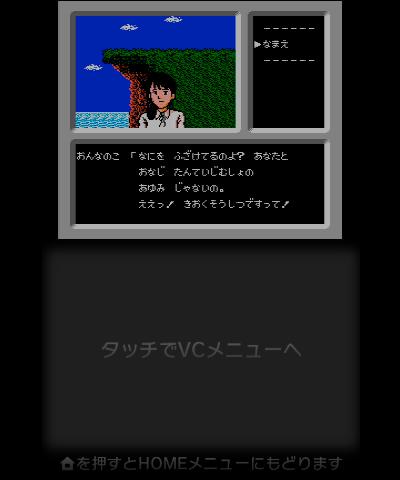 ーーーーーー
▶なまえ
ーーーーーー
おんなのこ「なにを ふざけてるのよ? あなたと
おなじ たんていじむしょの
あゆみ じゃないの。
ええっ! きおくそうしつですって!
タッチでVCメニューへ
を押すとHOMEメニューにもどります